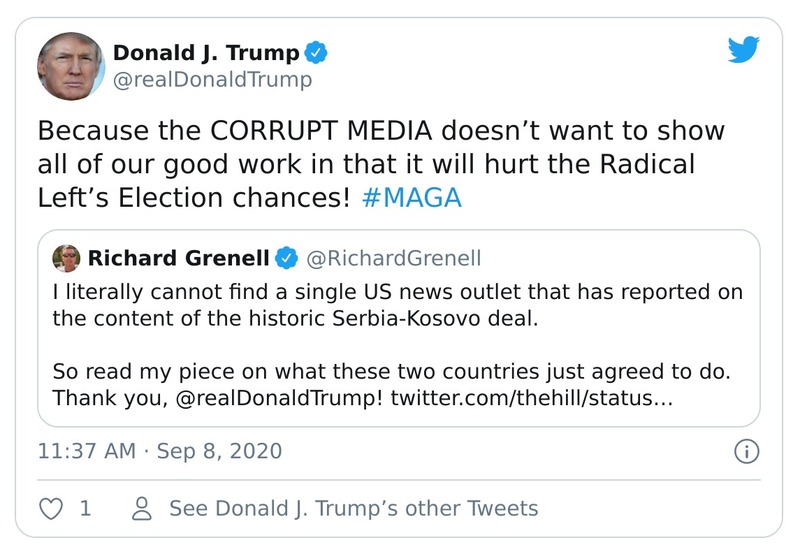 Donald J. Trump
@realDonaldTrump
Because the CORRUPT MEDIA doesn’t want to show
all of our good work in that it will hurt the Radical
Left’s Election chances! #MAGA
Richard Grenell @RichardGrenell
I literally cannot find a single US news outlet that has reported on
the content of the historic Serbia-Kosovo deal.
So read my piece on what these two countries just agreed to do.
Thank you, @realDonaldTrump! twitter.com/thehill/status…
11:37 AM · Sep 8, 2020
1 See Donald J. Trump’s other Tweets